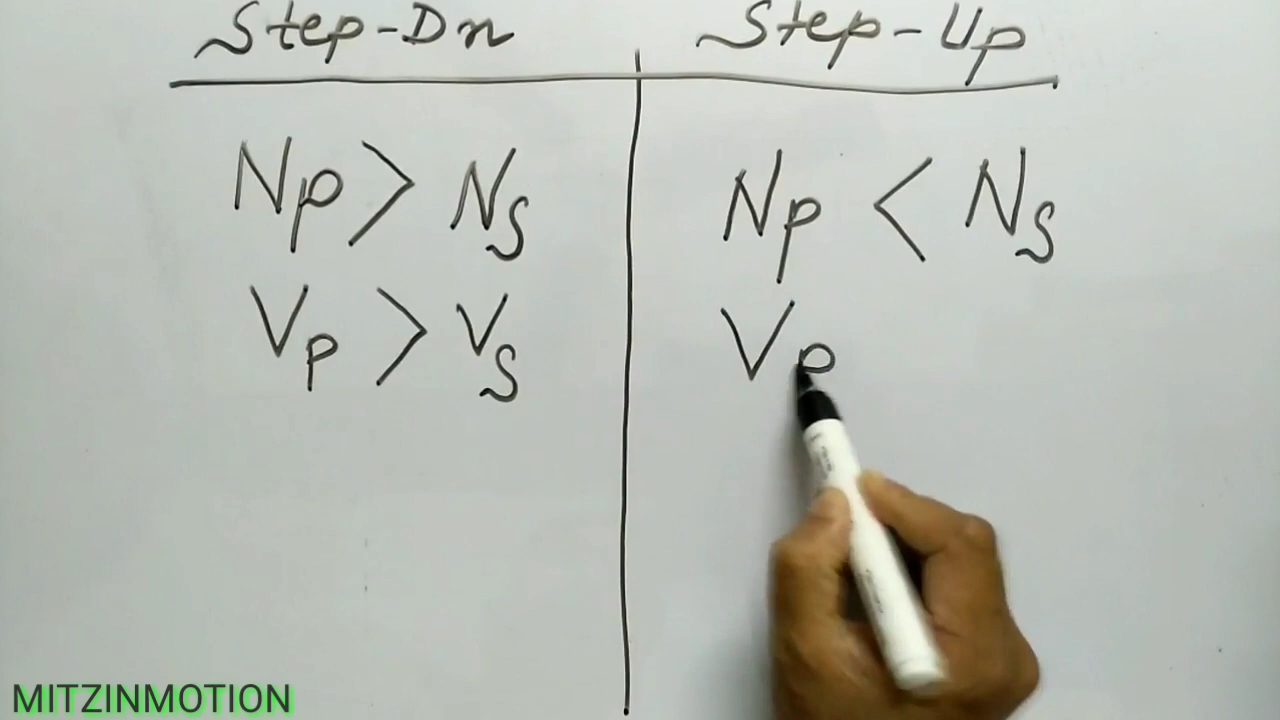 Step-Dn Step-Up
Np > Ns Np < Ns
Vp > Vs Vp
MITZINMOTION